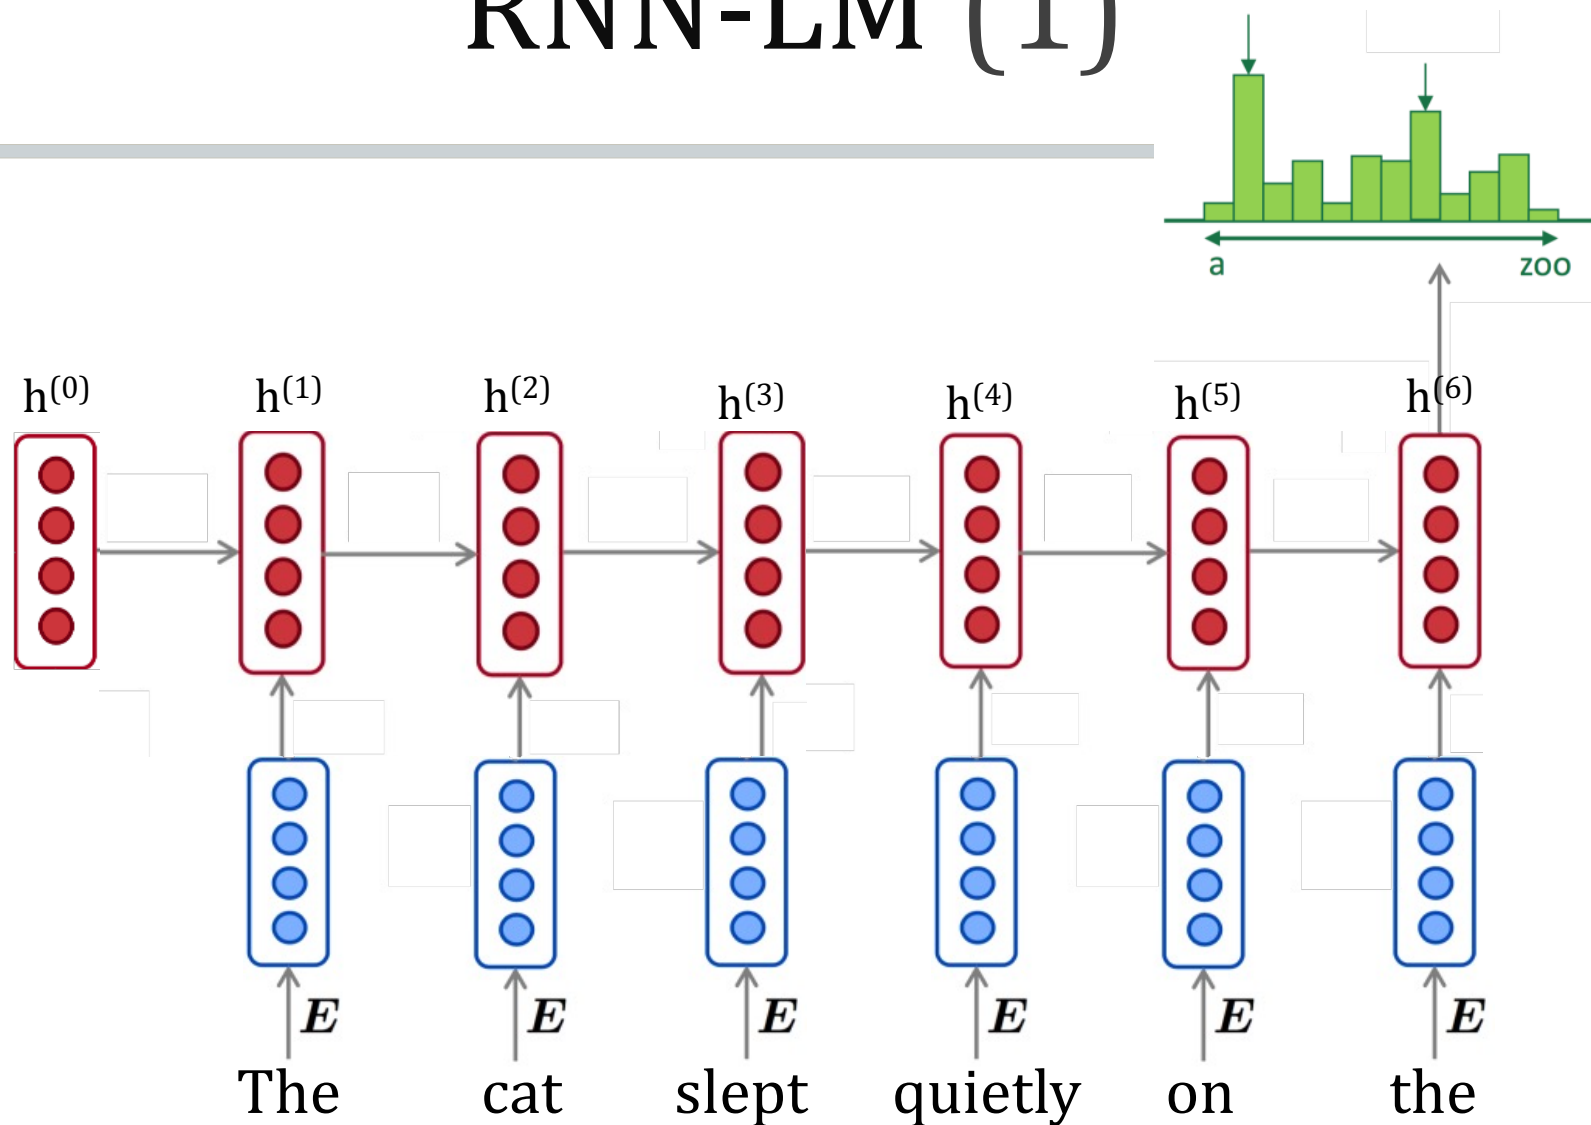 RNN-LM (1)
a zoo
h(0) h(1) h(2) h(3) h(4) h(5) h(6)
E E E E E E
The cat slept quietly on the